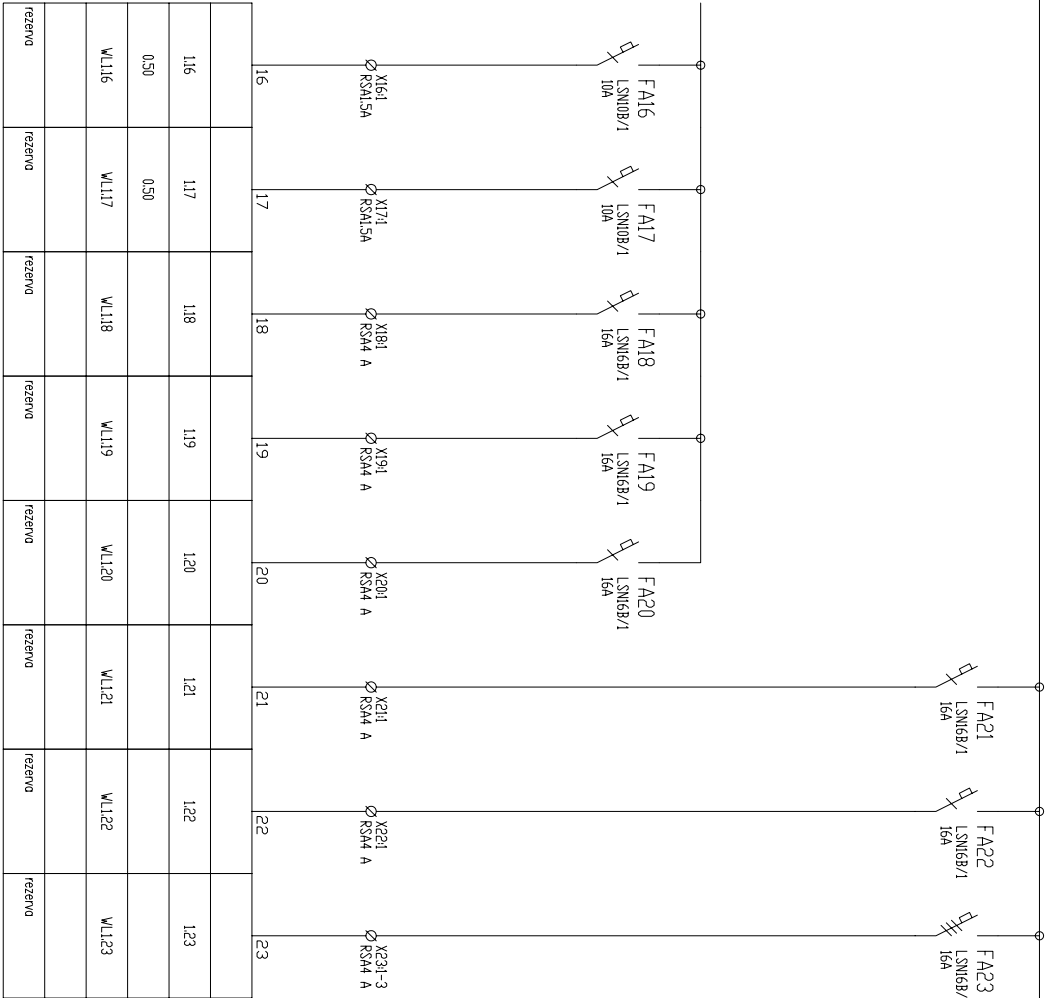 FA16
LSN10B/1
10A
X16:1
RSA1.5A
16
1.16
0.50
WL1.16
rezerva
FA17
LSN10B/1
10A
X17:1
RSA1.5A
17
1.17
0.50
WL1.17
rezerva
FA18
LSN16B/1
16A
X18:1
RSA4 A
18
1.18
WL1.18
rezerva
FA19
LSN16B/1
16A
X19:1
RSA4 A
19
1.19
WL1.19
rezerva
FA20
LSN16B/1
16A
X20:1
RSA4 A
20
1.20
WL1.20
rezerva
FA21
LSN16B/1
16A
X21:1
RSA4 A
21
1.21
WL1.21
rezerva
FA22
LSN16B/1
16A
X22:1
RSA4 A
22
1.22
WL1.22
rezerva
FA23
LSN16B/
16A
X23:1-3
RSA4 A
23
1.23
WL1.23
rezerva